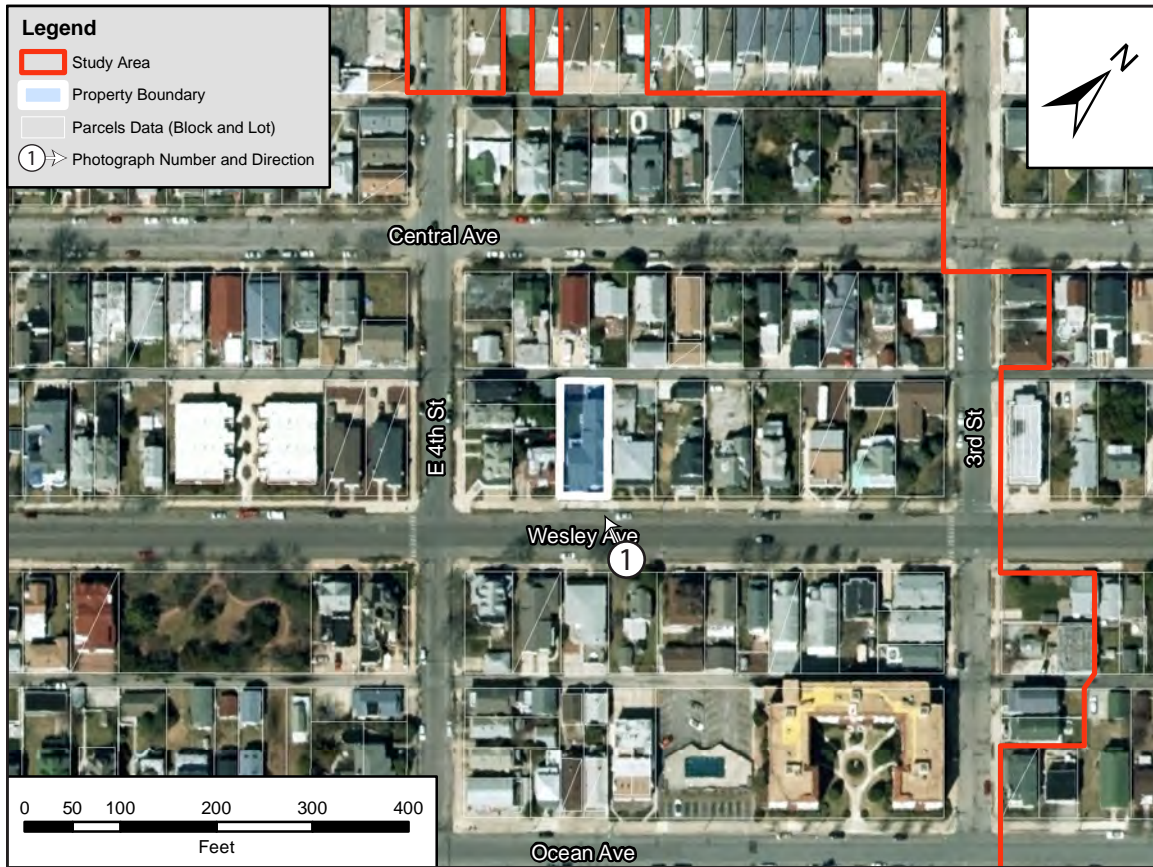 Legend
Study Area
Property Boundary
Parcels Data (Block and Lot)
1 Photograph Number and Direction
N
Central Ave
E 4th St
3rd St
Wesley Ave
1
0 50 100 200 300 400
Feet
Ocean Ave